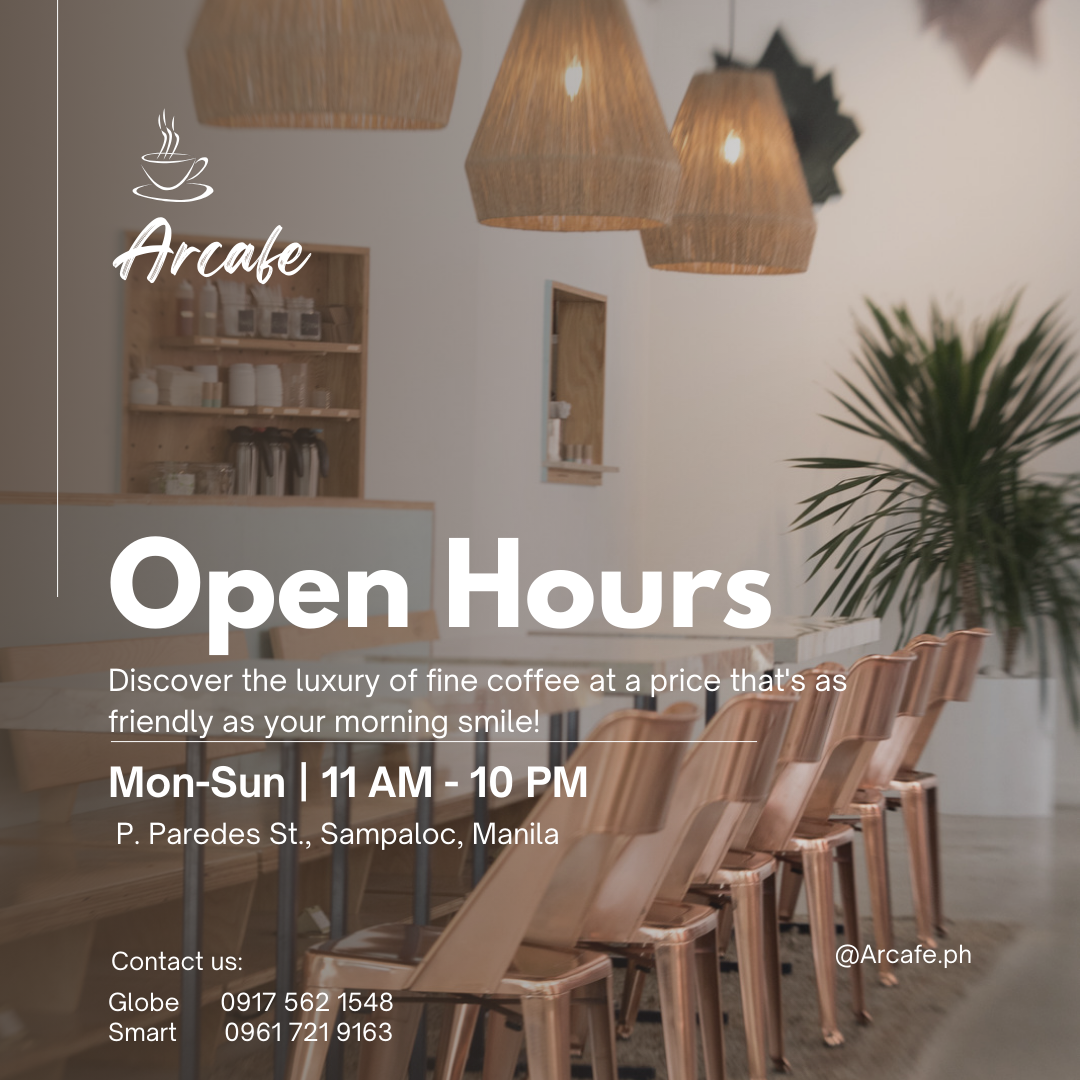 Arcafe
Open Hours
Discover the luxury of fine coffee at a price that's as
friendly as your morning smile!
Mon-Sun | 11 AM - 10 PM
P. Paredes St., Sampaloc, Manila
Contact us:
@Arcafe.ph
Globe 0917 562 1548
Smart 0961 721 9163